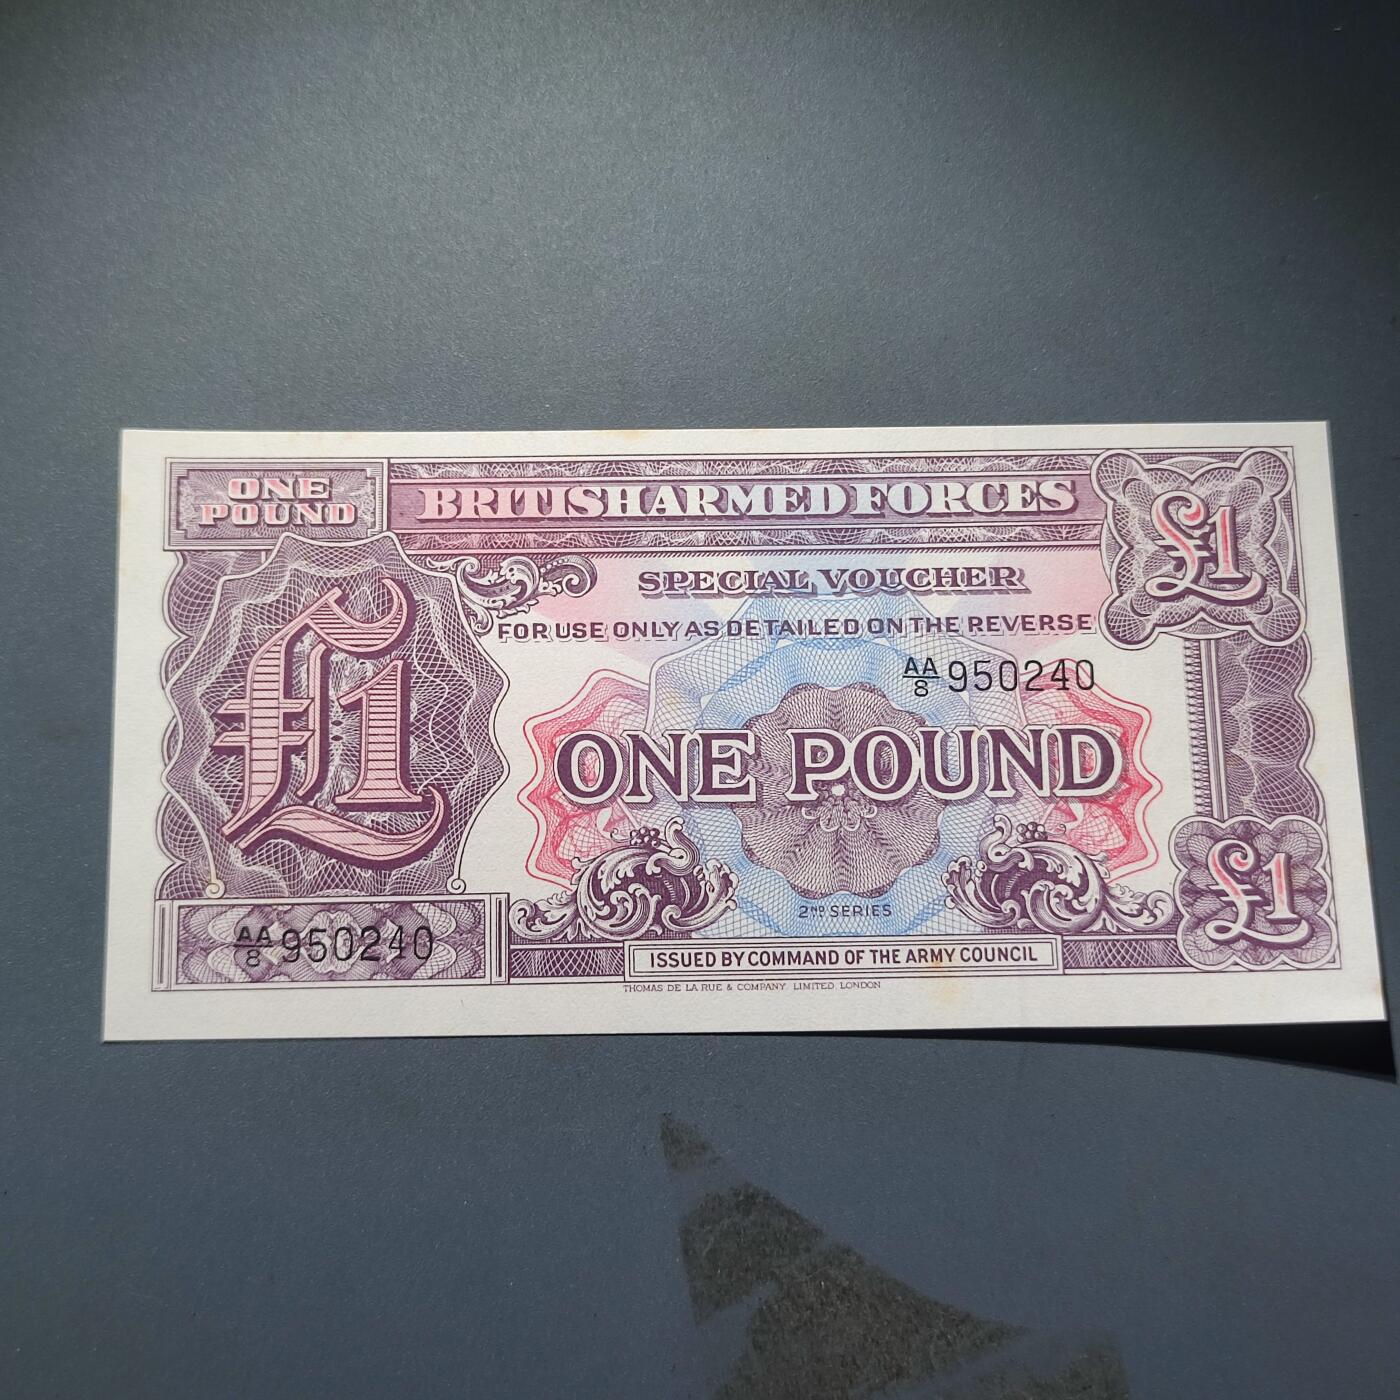 ONE
POUND
BRITISH ARMED FORCES
£1
SPECIAL VOUCHER
FOR USE ONLY AS DETAILED ON THE REVERSE
AA/8 950240
£1
ONE POUND
£1
2ND SERIES
AA/8 950240
ISSUED BY COMMAND OF THE ARMY COUNCIL
THOMAS DE LA RUE & COMPANY, LIMITED, LONDON